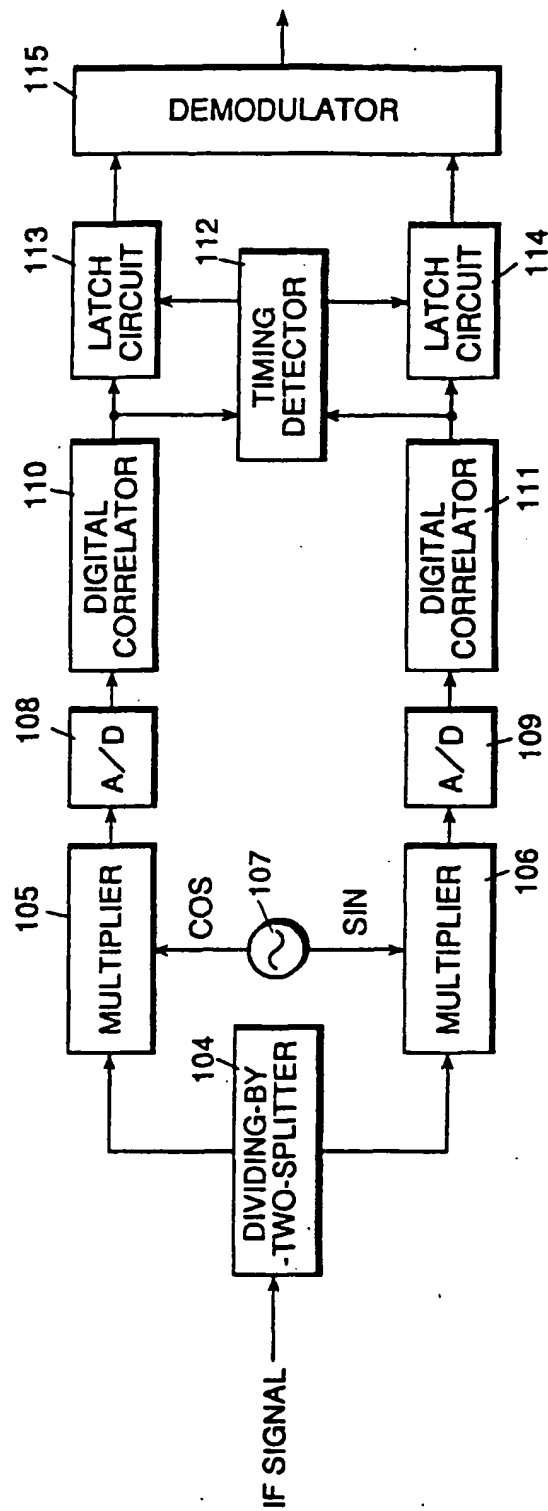 IF SIGNAL
104
DIVIDING-BY
-TWO-SPLITTER
105
MULTIPLIER
COS
107
SIN
MULTIPLIER
106
108
A/D
A/D
109
110
DIGITAL
CORRELATOR
DIGITAL
CORRELATOR
111
113
LATCH
CIRCUIT
112
TIMING
DETECTOR
LATCH
CIRCUIT
114
115
DEMODULATOR